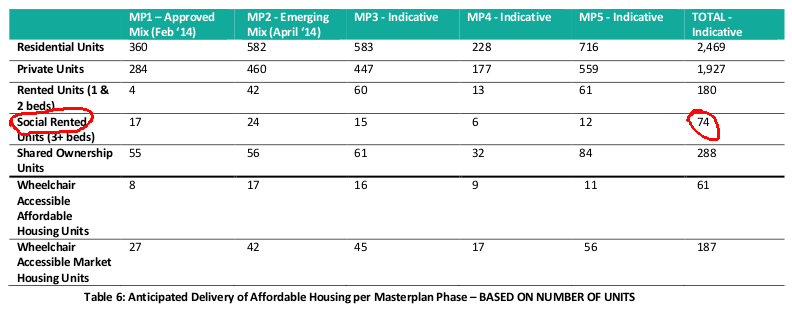 MP1 – Approved Mix (Feb ‘14) MP2 - Emerging Mix (April ‘14) MP3 - Indicative MP4 - Indicative MP5 - Indicative TOTAL - Indicative
Residential Units 360 582 583 228 716 2,469
Private Units 284 460 447 177 559 1,927
Rented Units (1 & 2 beds) 4 42 60 13 61 180
Social Rented Units (3+ beds) 17 24 15 6 12 74
Shared Ownership Units 55 56 61 32 84 288
Wheelchair Accessible Affordable Housing Units 8 17 16 9 11 61
Wheelchair Accessible Market Housing Units 27 42 45 17 56 187
Table 6: Anticipated Delivery of Affordable Housing per Masterplan Phase – BASED ON NUMBER OF UNITS